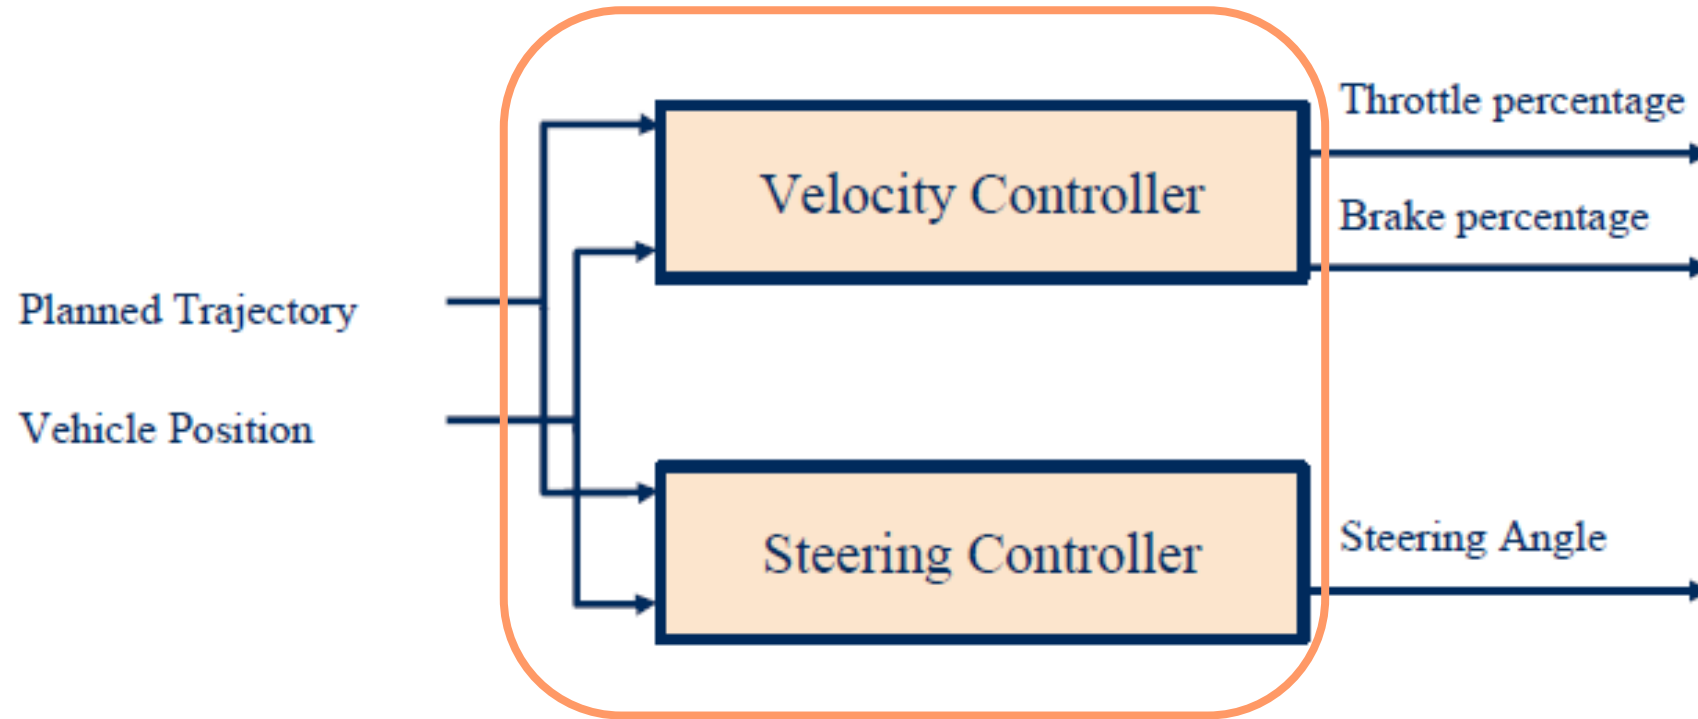 Planned Trajectory
Vehicle Position
Velocity Controller
Steering Controller
Throttle percentage
Brake percentage
Steering Angle